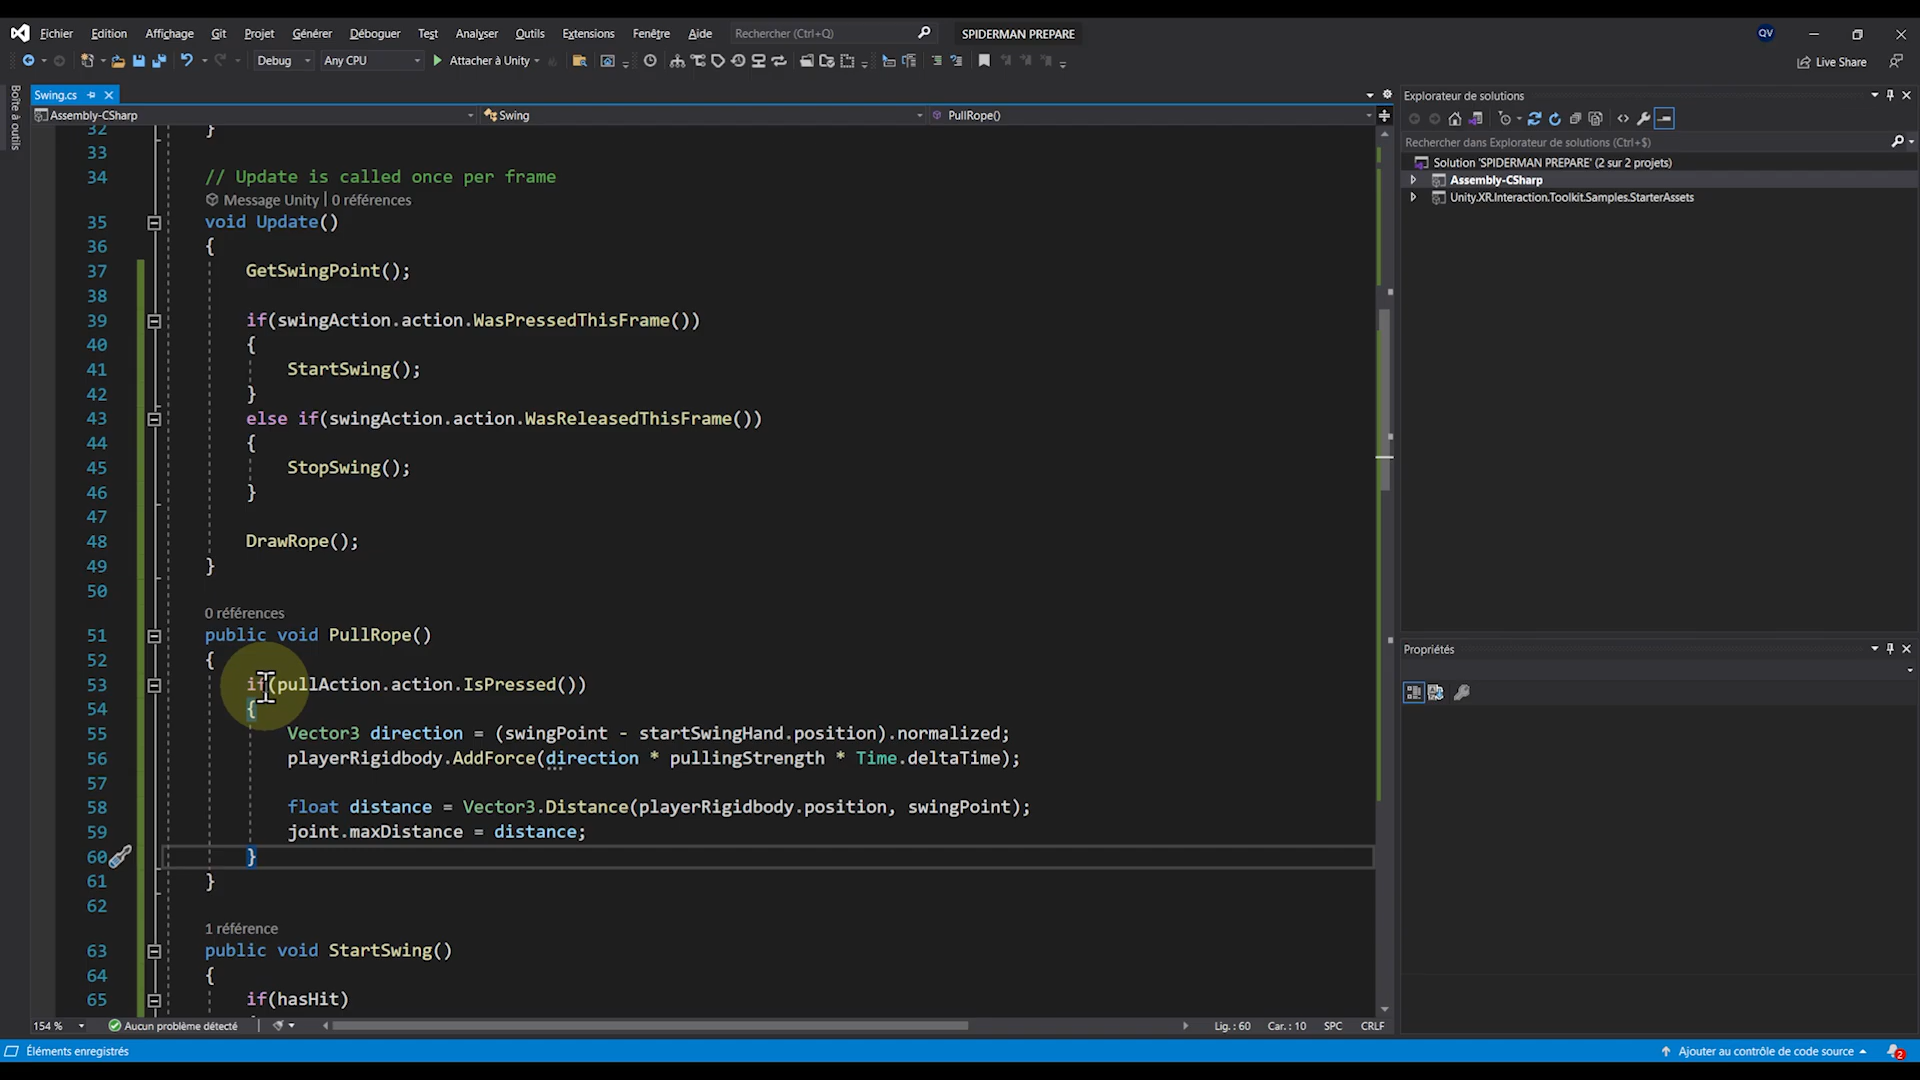 Fichier Edition Affichage Git Projet Générer Déboguer Test Analyser Outils Extensions Fenêtre Aide Rechercher (Ctrl+Q) SPIDERMAN PREPARE QV
Debug Any CPU Attacher à Unity Live Share
Boîte à outils
Swing.cs
Assembly-CSharp Swing PullRope()
32 }
33
34 // Update is called once per frame
Message Unity | 0 références
35 void Update()
36 {
37 GetSwingPoint();
38
39 if(swingAction.action.WasPressedThisFrame())
40 {
41 StartSwing();
42 }
43 else if(swingAction.action.WasReleasedThisFrame())
44 {
45 StopSwing();
46 }
47
48 DrawRope();
49 }
50
0 références
51 public void PullRope()
52 {
53 if(pullAction.action.IsPressed())
54 {
55 Vector3 direction = (swingPoint - startSwingHand.position).normalized;
56 playerRigidbody.AddForce(direction * pullingStrength * Time.deltaTime);
57
58 float distance = Vector3.Distance(playerRigidbody.position, swingPoint);
59 joint.maxDistance = distance;
60 }
61 }
62
1 référence
63 public void StartSwing()
64 {
65 if(hasHit)
154 % Aucun problème détecté Lig.: 60 Car.: 10 SPC CRLF
Explorateur de solutions
Rechercher dans Explorateur de solutions (Ctrl+$)
Solution 'SPIDERMAN PREPARE' (2 sur 2 projets)
Assembly-CSharp
Unity.XR.Interaction.Toolkit.Samples.StarterAssets
Propriétés
Éléments enregistrés Ajouter au contrôle de code source 2